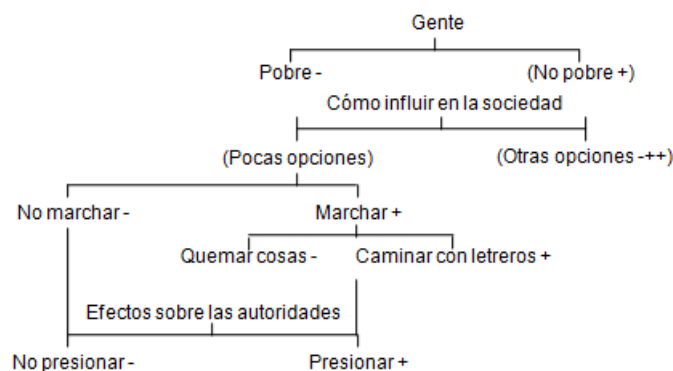 Gente
Pobre - (No pobre +)
Cómo influir en la sociedad
(Pocas opciones) (Otras opciones -++)
No marchar - Marchar +
Quemar cosas - Caminar con letreros +
Efectos sobre las autoridades
No presionar - Presionar +